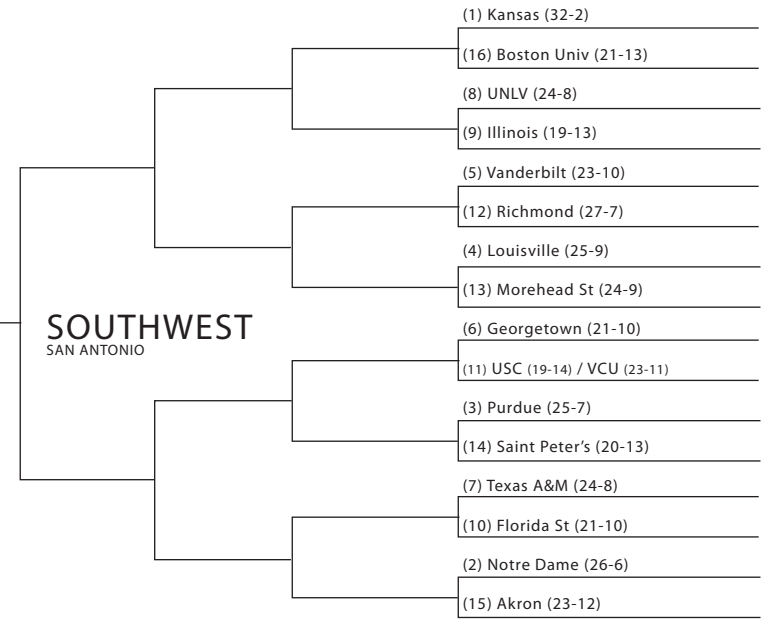 (1) Kansas (32-2)
(16) Boston Univ (21-13)
(8) UNLV (24-8)
(9) Illinois (19-13)
(5) Vanderbilt (23-10)
(12) Richmond (27-7)
(4) Louisville (25-9)
(13) Morehead St (24-9)
SOUTHWEST
SAN ANTONIO
(6) Georgetown (21-10)
(11) USC (19-14) / VCU (23-11)
(3) Purdue (25-7)
(14) Saint Peter’s (20-13)
(7) Texas A&M (24-8)
(10) Florida St (21-10)
(2) Notre Dame (26-6)
(15) Akron (23-12)